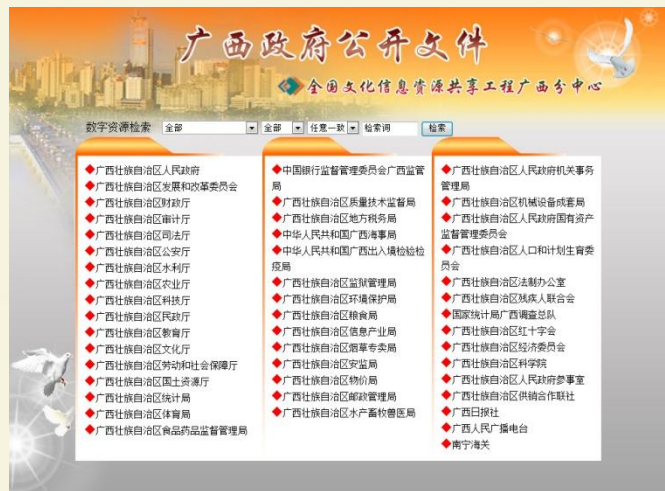 广西政府公开文件
全国文化信息资源共享工程广西分中心
数字资源检索 全部 全部 任意一致 检索词 检索
◆广西壮族自治区人民政府
◆广西壮族自治区发展和改革委员会
◆广西壮族自治区财政厅
◆广西壮族自治区审计厅
◆广西壮族自治区司法厅
◆广西壮族自治区公安厅
◆广西壮族自治区水利厅
◆广西壮族自治区农业厅
◆广西壮族自治区科技厅
◆广西壮族自治区民政厅
◆广西壮族自治区教育厅
◆广西壮族自治区文化厅
◆广西壮族自治区劳动和社会保障厅
◆广西壮族自治区国土资源厅
◆广西壮族自治区统计局
◆广西壮族自治区体育局
◆广西壮族自治区食品药品监督管理局
◆中国银行监督管理委员会广西监管
局
◆广西壮族自治区质量技术监督局
◆广西壮族自治区地方税务局
◆中华人民共和国广西海事局
◆中华人民共和国广西出入境检验检
疫局
◆广西壮族自治区监狱管理局
◆广西壮族自治区环境保护局
◆广西壮族自治区粮食局
◆广西壮族自治区信息产业局
◆广西壮族自治区烟草专卖局
◆广西壮族自治区安监局
◆广西壮族自治区物价局
◆广西壮族自治区邮政管理局
◆广西壮族自治区水产畜牧兽医局
◆广西壮族自治区人民政府机关事务
管理局
◆广西壮族自治区机械设备成套局
◆广西壮族自治区人民政府国有资产
监督管理委员会
◆广西壮族自治区人口和计划生育委
员会
◆广西壮族自治区法制办公室
◆广西壮族自治区残疾人联合会
◆国家统计局广西调查总队
◆广西壮族自治区红十字会
◆广西壮族自治区经济委员会
◆广西壮族自治区科学院
◆广西壮族自治区人民政府参事室
◆广西壮族自治区供销合作联社
◆广西日报社
◆广西人民广播电台
◆南宁海关